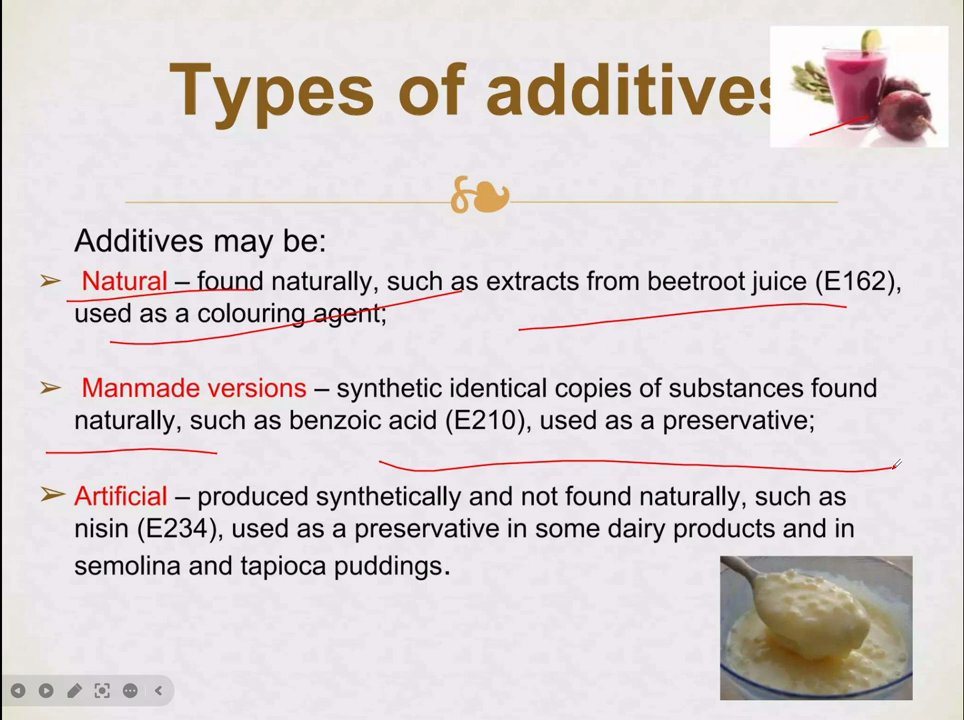 Types of additives
Additives may be:
➢ Natural – found naturally, such as extracts from beetroot juice (E162),
used as a colouring agent;
➢ Manmade versions – synthetic identical copies of substances found
naturally, such as benzoic acid (E210), used as a preservative;
➢ Artificial – produced synthetically and not found naturally, such as
nisin (E234), used as a preservative in some dairy products and in
semolina and tapioca puddings.